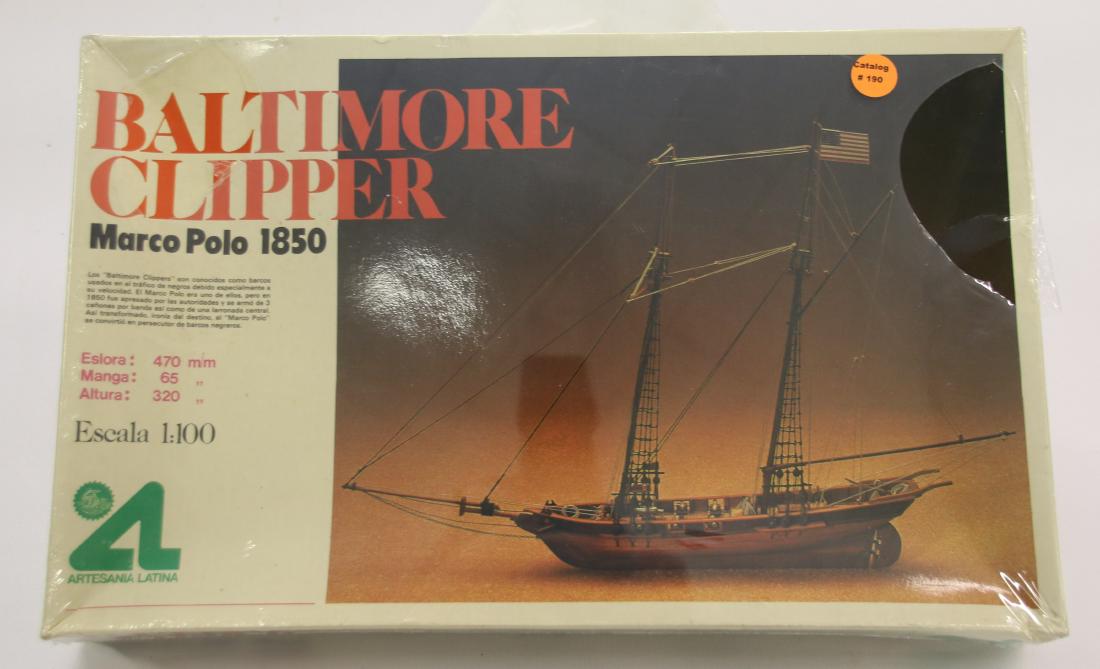 BALTIMORE
CLIPPER
Marco Polo 1850
Los "Baltimore Clippers" son conocidos como barcos
usados en el tráfico de negros debido especialmente a
su velocidad. El Marco Polo era uno de ellos, pero en
1850 fue apresado por las autoridades y se armó de 3
cañones por banda así como de una larronada central.
Así transformado, ironía del destino, el "Marco Polo"
se convirtió en persecutor de barcos negreros.
Eslora: 470 m/m
Manga: 65 "
Altura: 320 "
Escala 1:100
ARTESANIA LATINA
Catalog
# 190